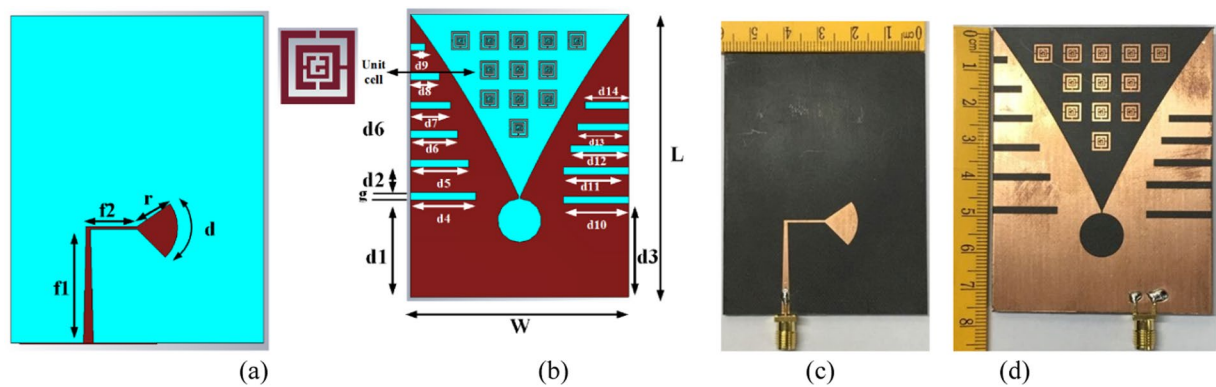 f2
r
d
f1
(a)
Unit
cell
d9
d8
d7
d6
d6
d5
d2
g
d4
d1
d14
d13
d12
d11
d10
d3
L
W
(b)
6 5 4 3 2 1 0 cm
(c)
0 cm 1 2 3 4 5 6 7 8
(d)